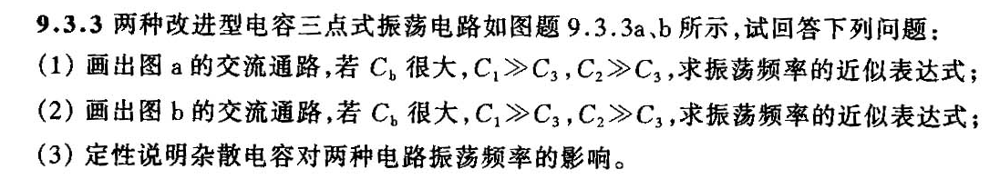 9.3.3 两种改进型电容三点式振荡电路如图题 9.3.3a、b 所示,试回答下列问题:
(1) 画出图 a 的交流通路,若 C_b 很大,C_1≫C_3,C_2≫C_3,求振荡频率的近似表达式;
(2) 画出图 b 的交流通路,若 C_b 很大,C_1≫C_3,C_2≫C_3,求振荡频率的近似表达式;
(3) 定性说明杂散电容对两种电路振荡频率的影响。